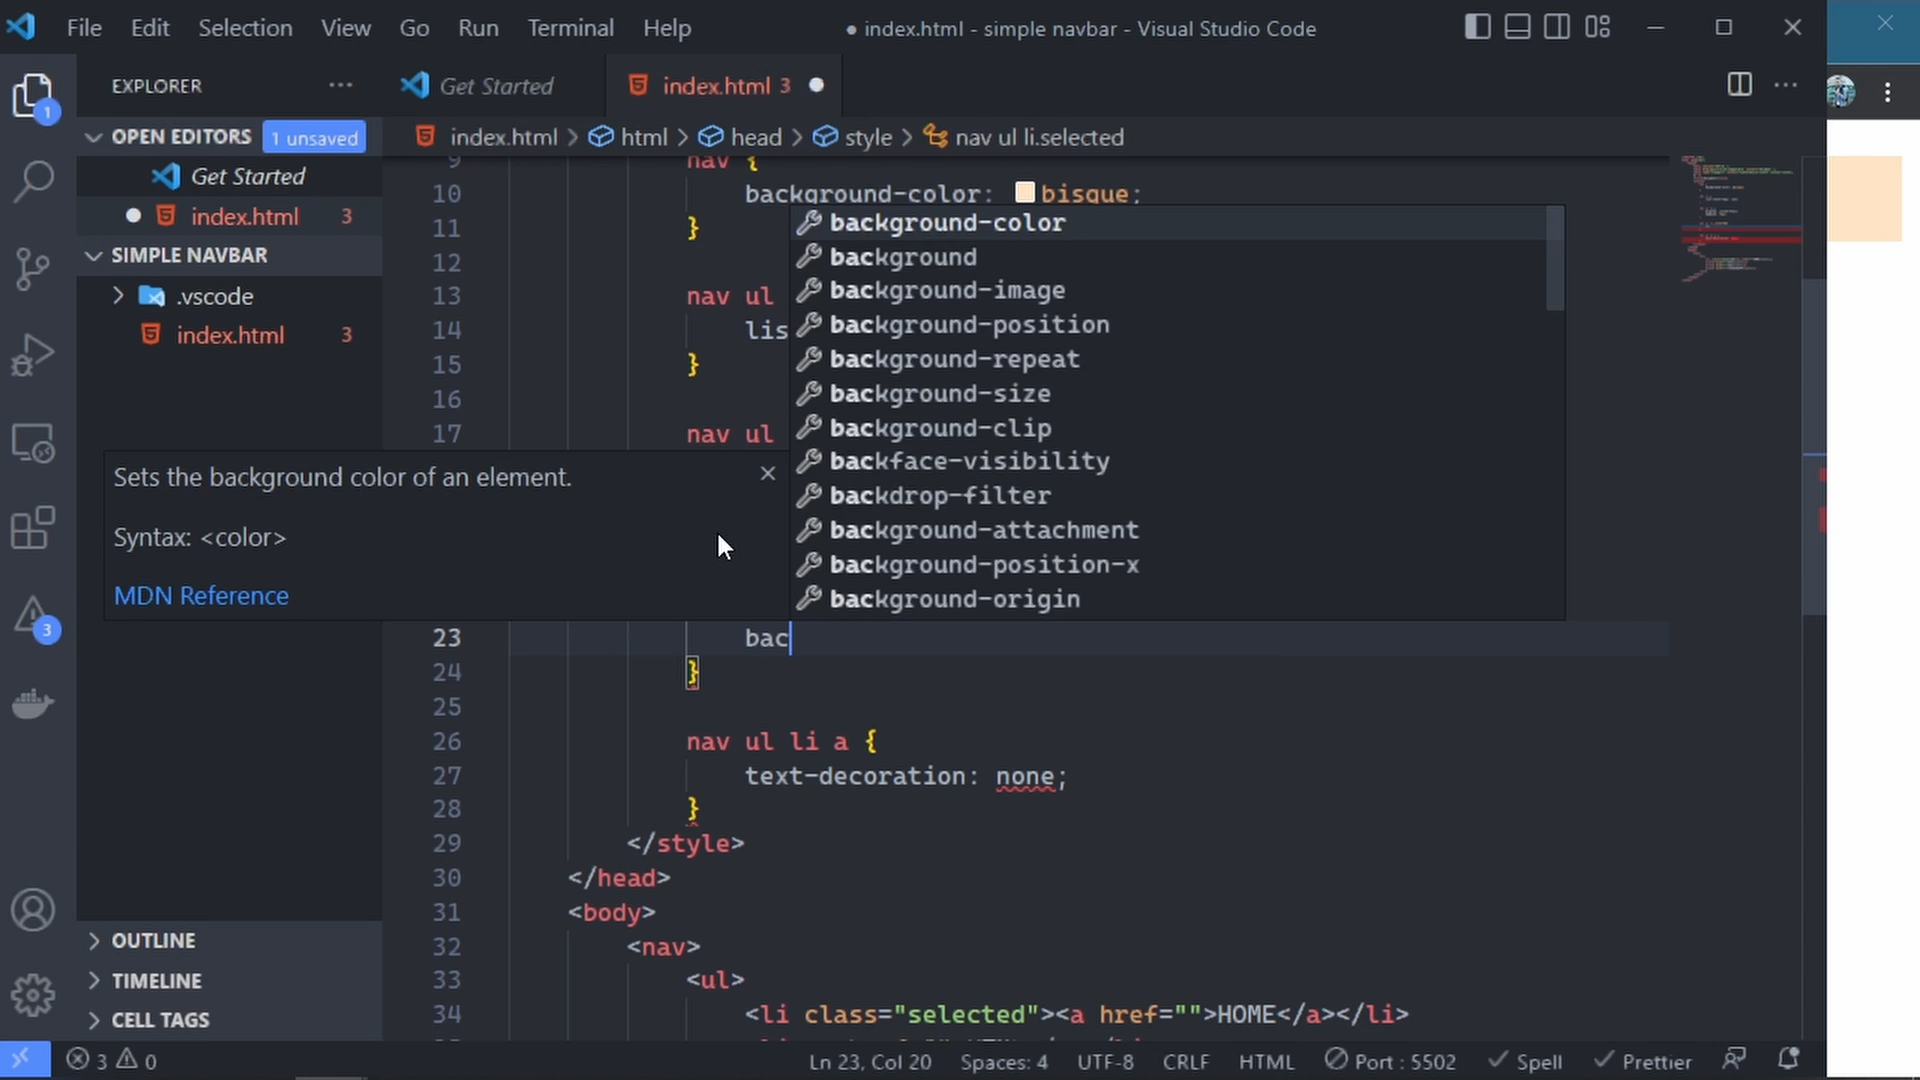 File Edit Selection View Go Run Terminal Help
● index.html - simple navbar - Visual Studio Code
EXPLORER
Get Started
index.html 3
1
OPEN EDITORS 1 unsaved
Get Started
index.html 3
SIMPLE NAVBAR
.vscode
index.html 3
index.html > html > head > style > nav ul li.selected
9 nav {
10 background-color: bisque;
11 }
12
13 nav ul
14 lis
15 }
16
17 nav ul
background-color
background
background-image
background-position
background-repeat
background-size
background-clip
backface-visibility
backdrop-filter
background-attachment
background-position-x
background-origin
Sets the background color of an element.
Syntax: <color>
MDN Reference
3
23 bac
24 }
25
26 nav ul li a {
27 text-decoration: none;
28 }
29 </style>
30 </head>
31 <body>
32 <nav>
33 <ul>
34 <li class="selected"><a href="">HOME</a></li>
OUTLINE
TIMELINE
CELL TAGS
3 0
Ln 23, Col 20 Spaces: 4 UTF-8 CRLF HTML Port : 5502 Spell Prettier